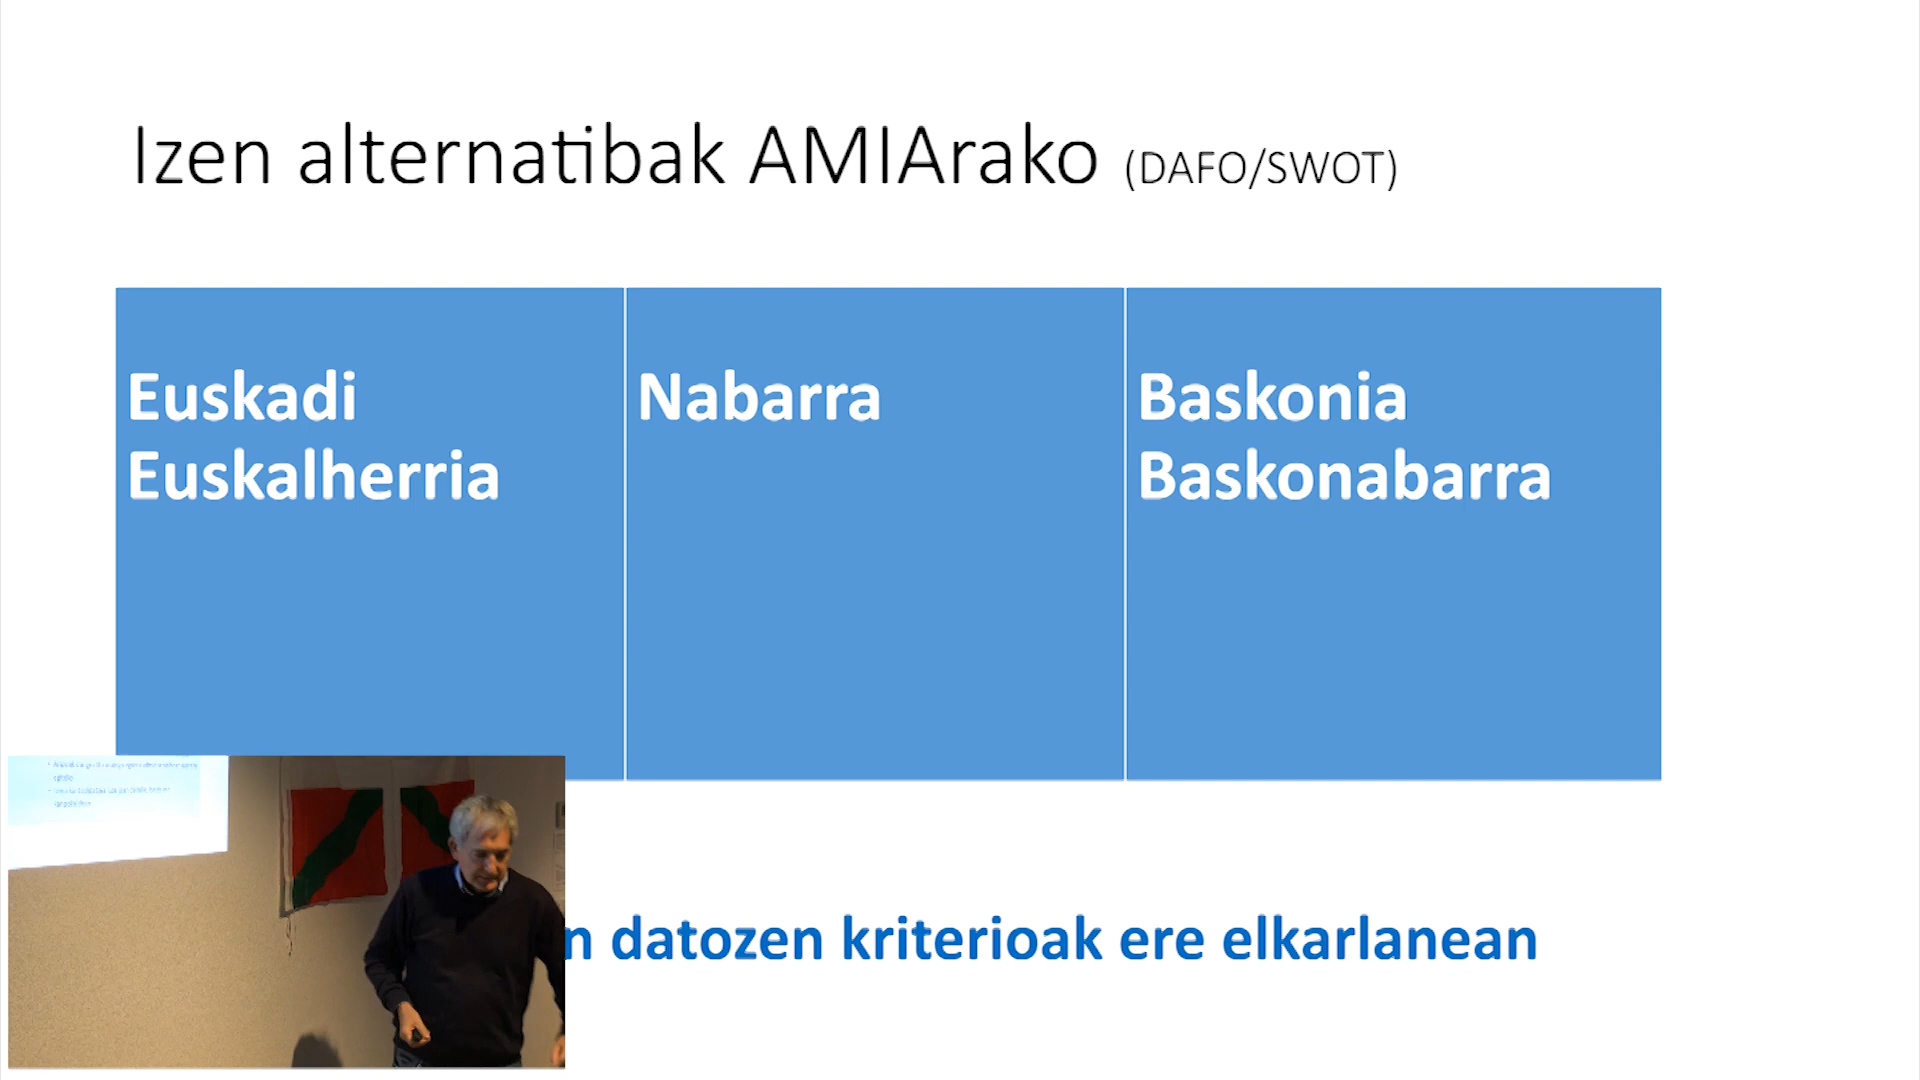 Izen alternatibak AMIArako (DAFO/SWOT)
Euskadi
Euskalherria
Nabarra
Baskonia
Baskonabarra
datozen kriterioak ere elkarlanean